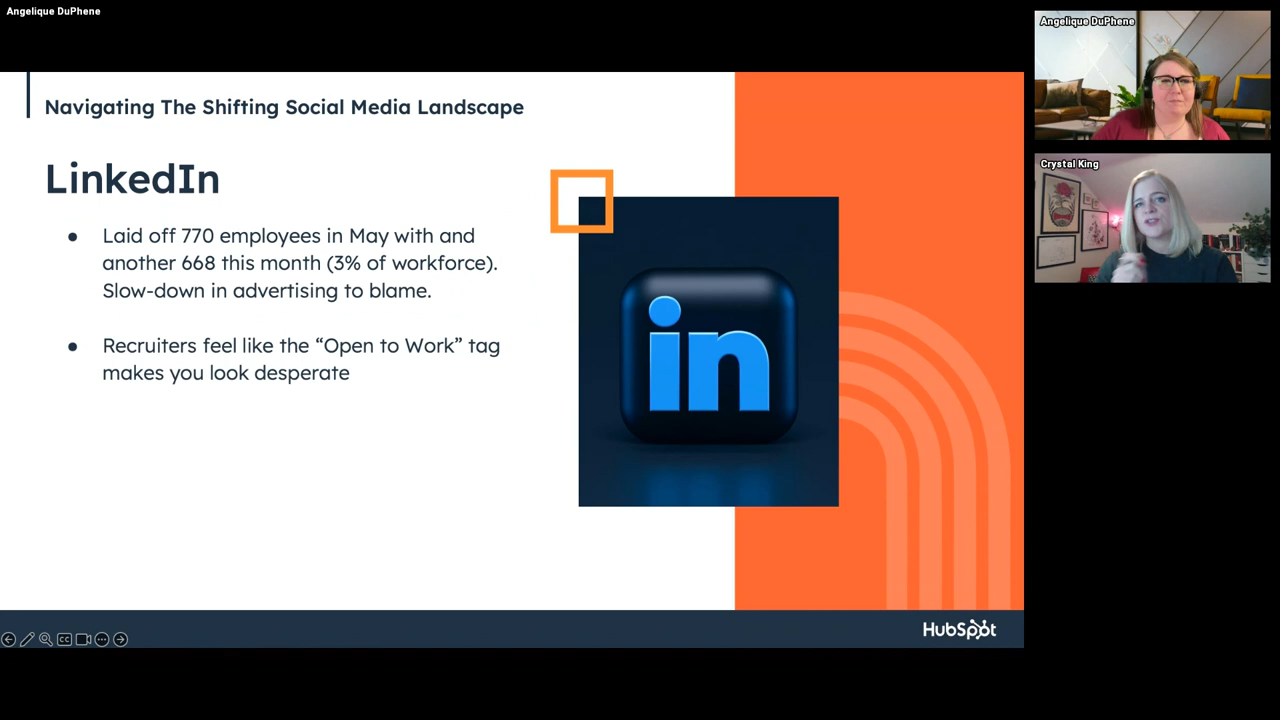 Angelique DuPhene
Navigating The Shifting Social Media Landscape
LinkedIn
● Laid off 770 employees in May with and
another 668 this month (3% of workforce).
Slow-down in advertising to blame.
● Recruiters feel like the “Open to Work” tag
makes you look desperate
in
CC
HubSpot
Angelique DuPhene
Crystal King